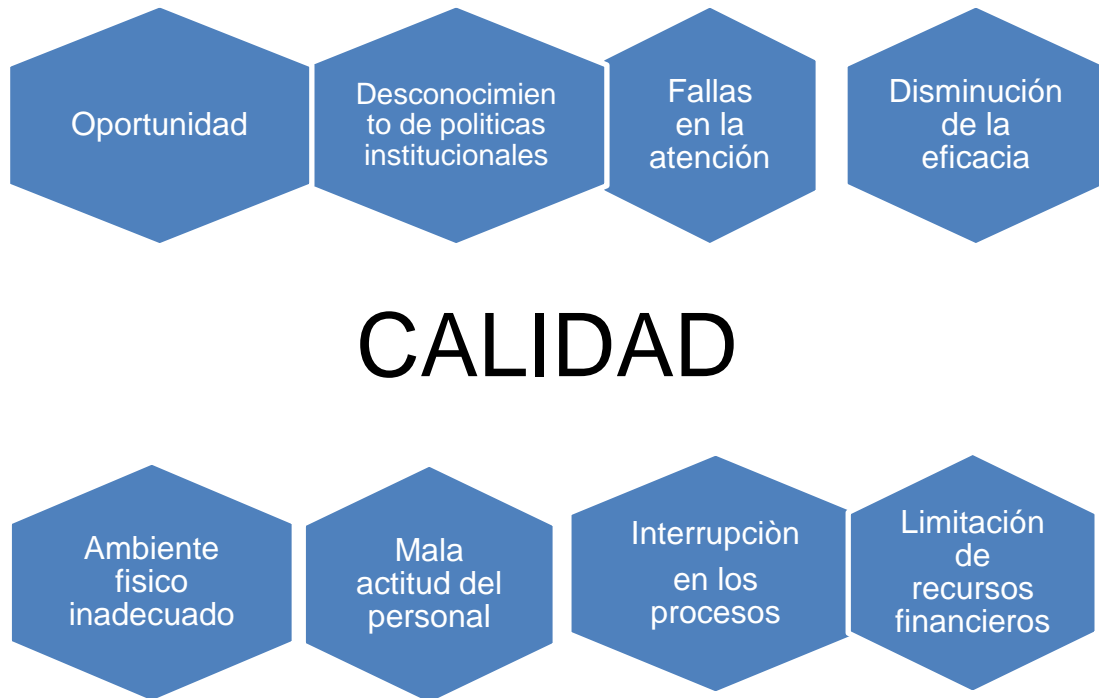 Oportunidad
Desconocimien
to de politicas
institucionales
Fallas
en la
atención
Disminución
de la
eficacia
CALIDAD
Ambiente
fisico
inadecuado
Mala
actitud del
personal
Interrupciòn
en los
procesos
Limitación
de
recursos
financieros